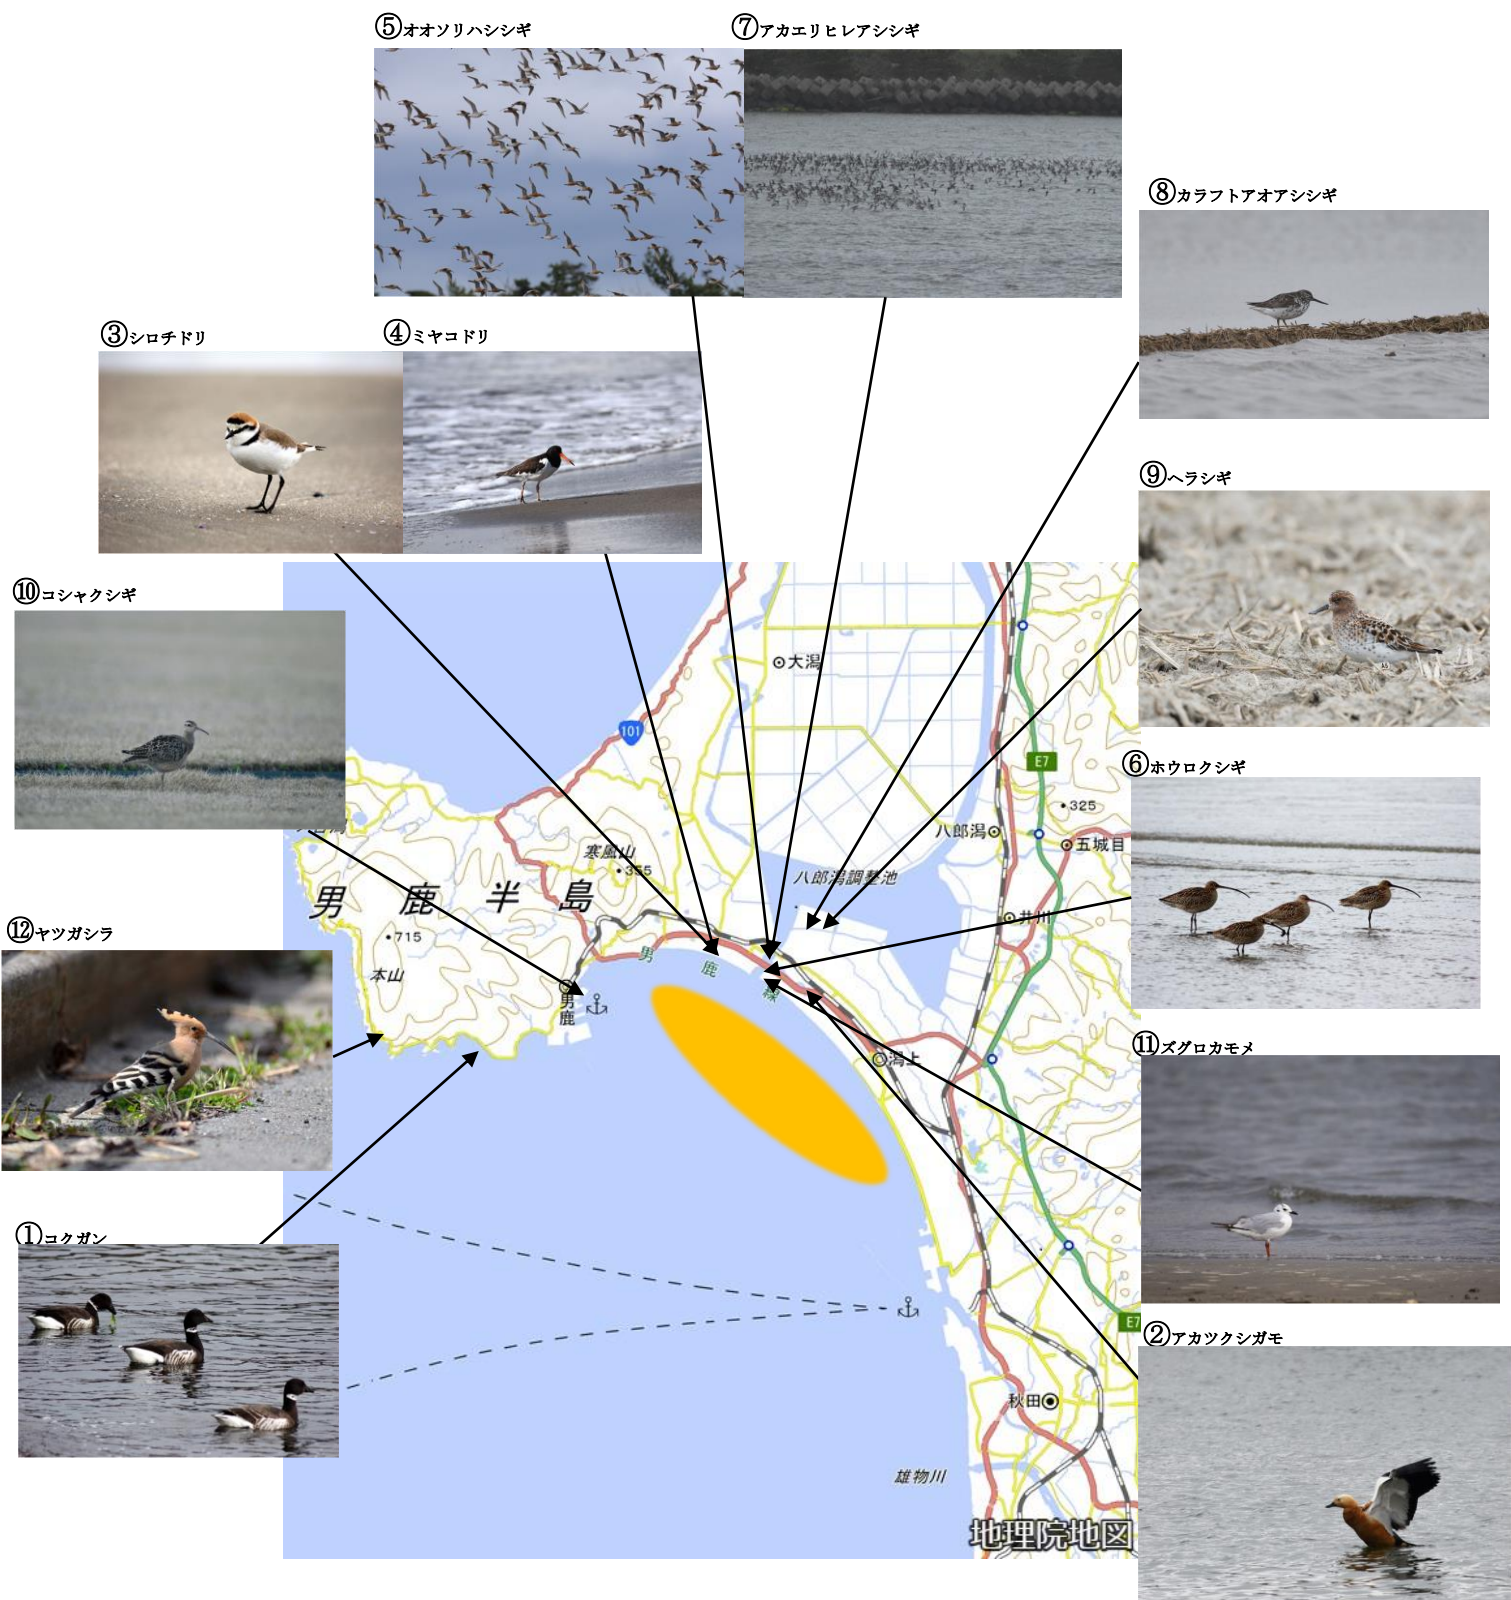 ⑤オオソリハシシギ
⑦アカエリヒレアシシギ
⑧カラフトアオアシシギ
③シロチドリ
④ミヤコドリ
⑨ヘラシギ
⑩コシャクシギ
大潟
101
E7
⑥ホウロクシギ
325
八郎潟
五城目
寒風山
355
八郎潟調整池
男鹿半島
井川
⑫ヤツガシラ
715
本山
男鹿線
男鹿
潟上
⑪ズグロカモメ
①コクガン
E7
②アカツクシガモ
秋田
雄物川
地理院地図